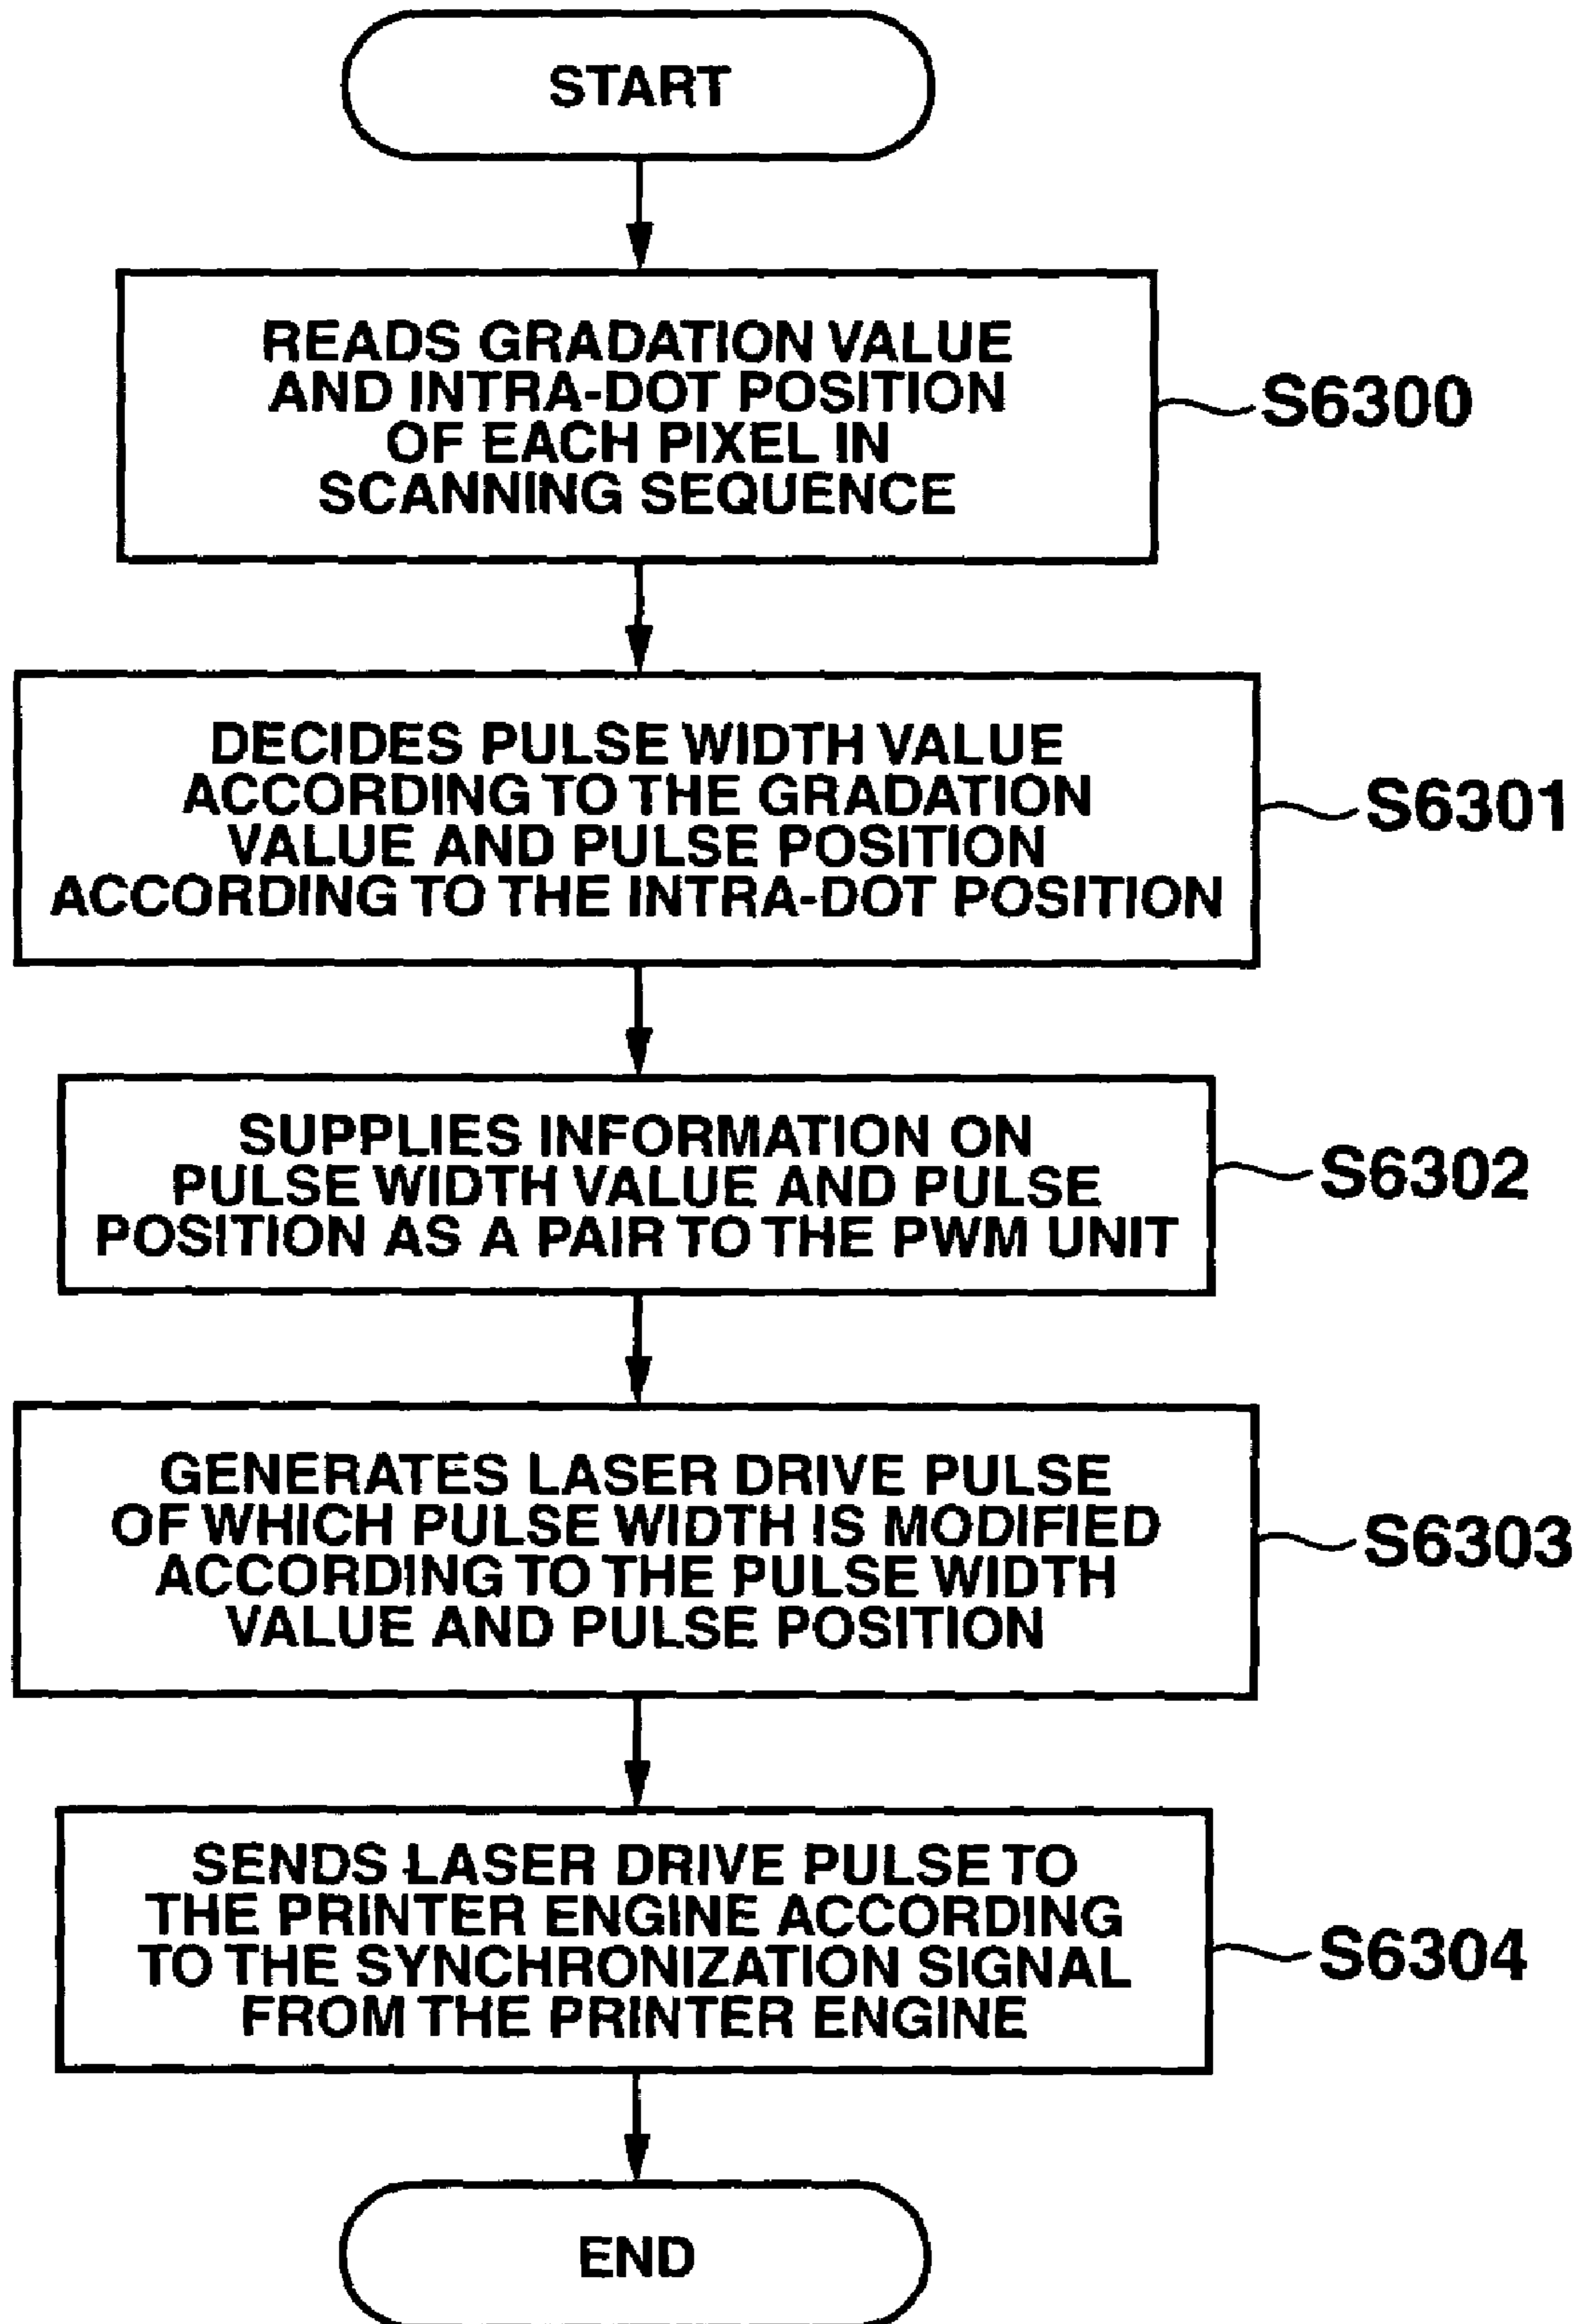 START
READS GRADATION VALUE
AND INTRA-DOT POSITION
OF EACH PIXEL IN
SCANNING SEQUENCE
S6300
DECIDES PULSE WIDTH VALUE
ACCORDING TO THE GRADATION
VALUE AND PULSE POSITION
ACCORDING TO THE INTRA-DOT POSITION
S6301
SUPPLIES INFORMATION ON
PULSE WIDTH VALUE AND PULSE
POSITION AS A PAIR TO THE PWM UNIT
S6302
GENERATES LASER DRIVE PULSE
OF WHICH PULSE WIDTH IS MODIFIED
ACCORDING TO THE PULSE WIDTH
VALUE AND PULSE POSITION
S6303
SENDS LASER DRIVE PULSE TO
THE PRINTER ENGINE ACCORDING
TO THE SYNCHRONIZATION SIGNAL
FROM THE PRINTER ENGINE
S6304
END